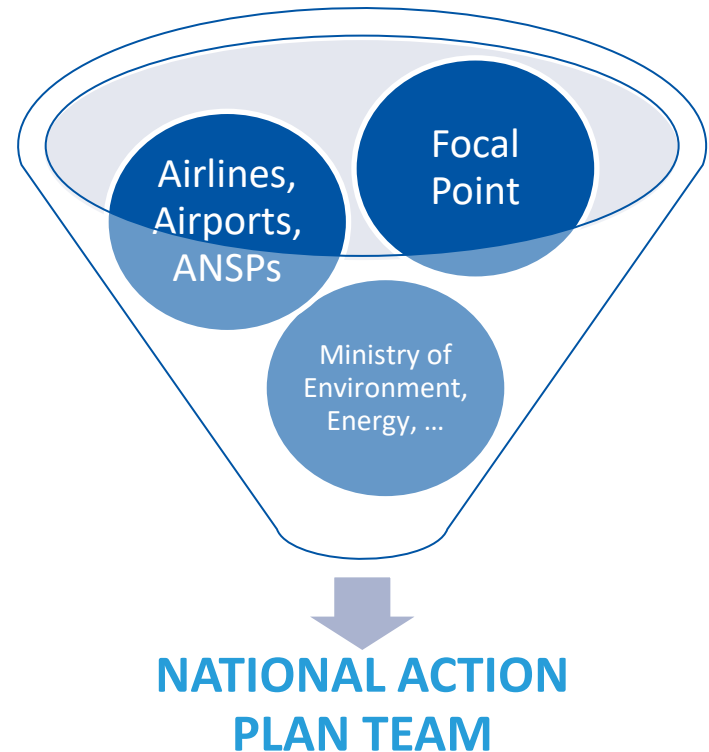 Airlines,
Airports,
ANSPs
Focal
Point
Ministry of
Environment,
Energy, ...
NATIONAL ACTION
PLAN TEAM